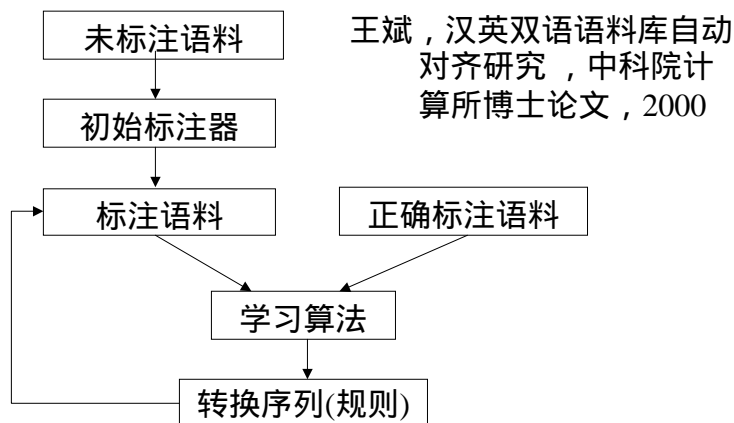 未标注语料
王斌，汉英双语语料库自动
对齐研究 ，中科院计
算所博士论文，2000
初始标注器
标注语料
正确标注语料
学习算法
转换序列(规则)